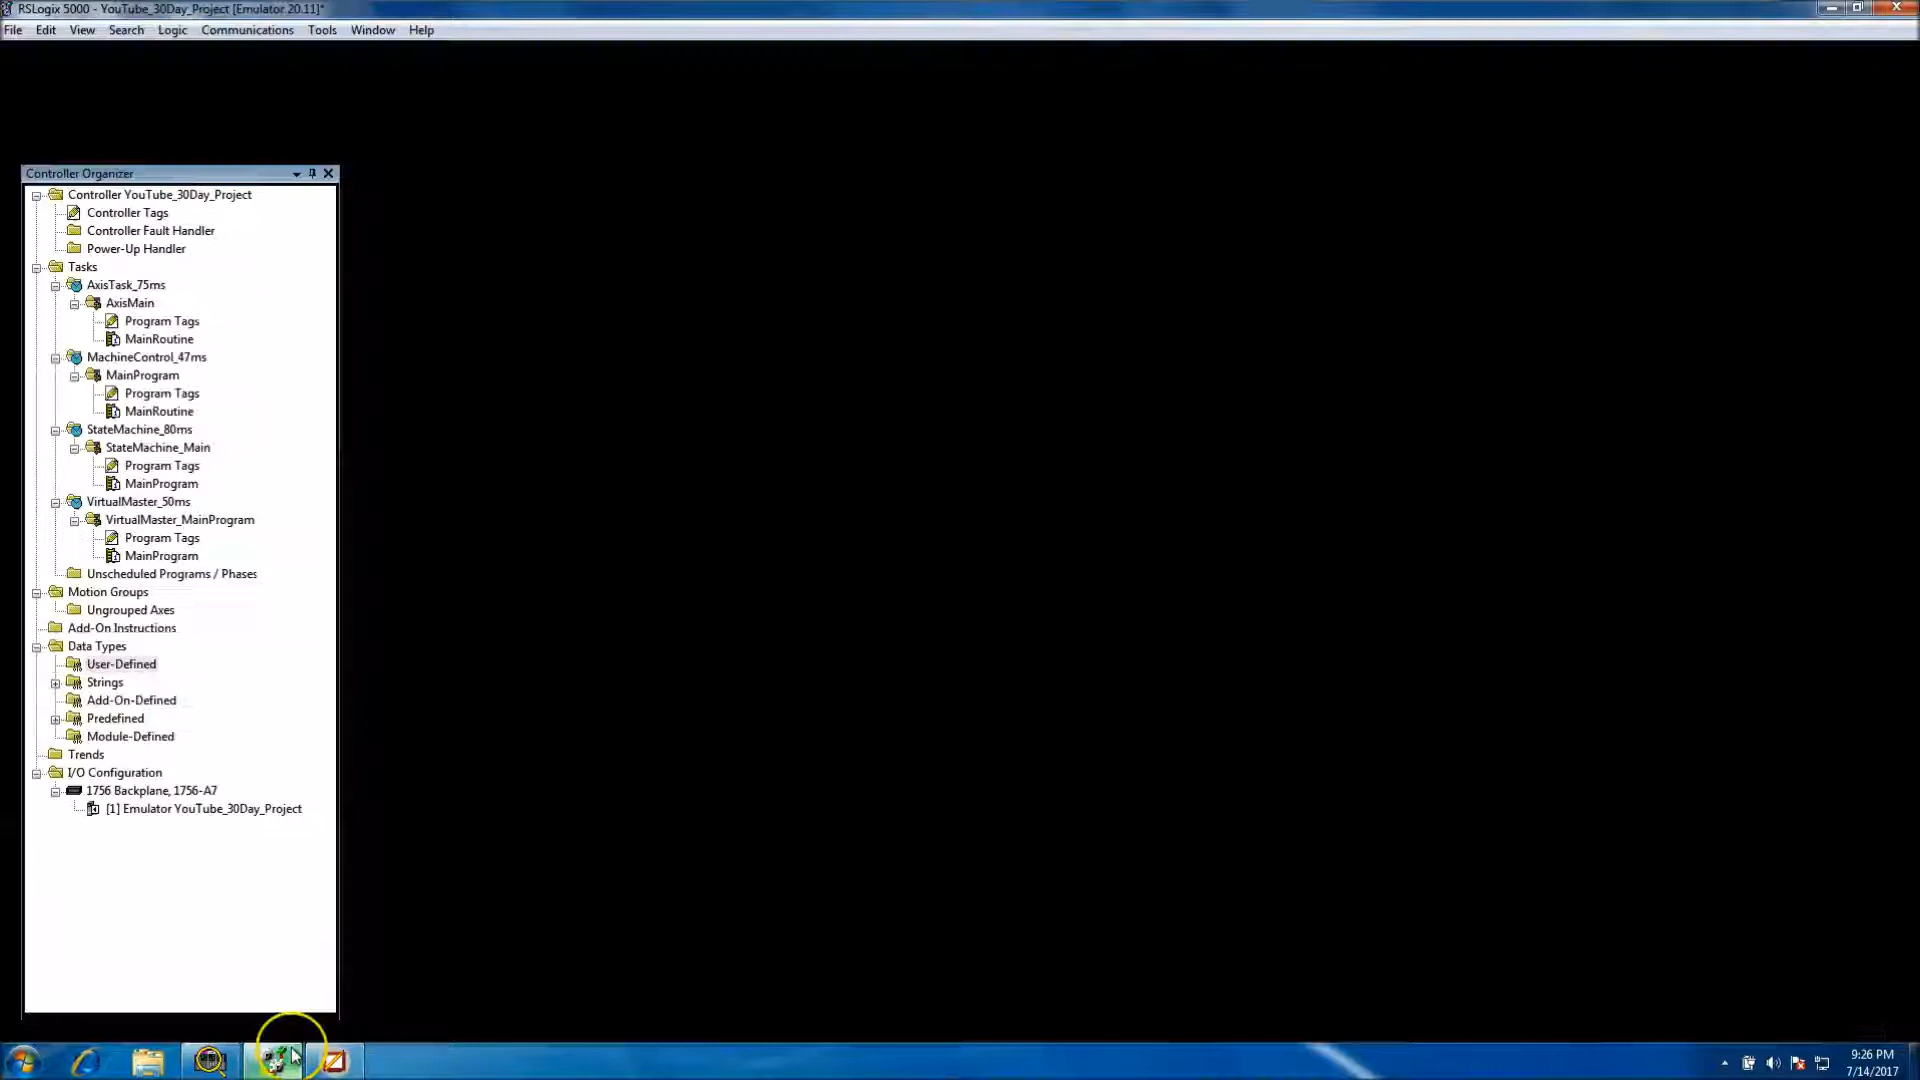 RSLogix 5000 - YouTube_30Day_Project [Emulator 20.11]*
File Edit View Search Logic Communications Tools Window Help
Controller Organizer
Controller YouTube_30Day_Project
Controller Tags
Controller Fault Handler
Power-Up Handler
Tasks
AxisTask_75ms
AxisMain
Program Tags
MainRoutine
MachineControl_47ms
MainProgram
Program Tags
MainRoutine
StateMachine_80ms
StateMachine_Main
Program Tags
MainProgram
VirtualMaster_50ms
VirtualMaster_MainProgram
Program Tags
MainProgram
Unscheduled Programs / Phases
Motion Groups
Ungrouped Axes
Add-On Instructions
Data Types
User-Defined
Strings
Add-On-Defined
Predefined
Module-Defined
Trends
I/O Configuration
1756 Backplane, 1756-A7
[1] Emulator YouTube_30Day_Project
9:26 PM
7/14/2017